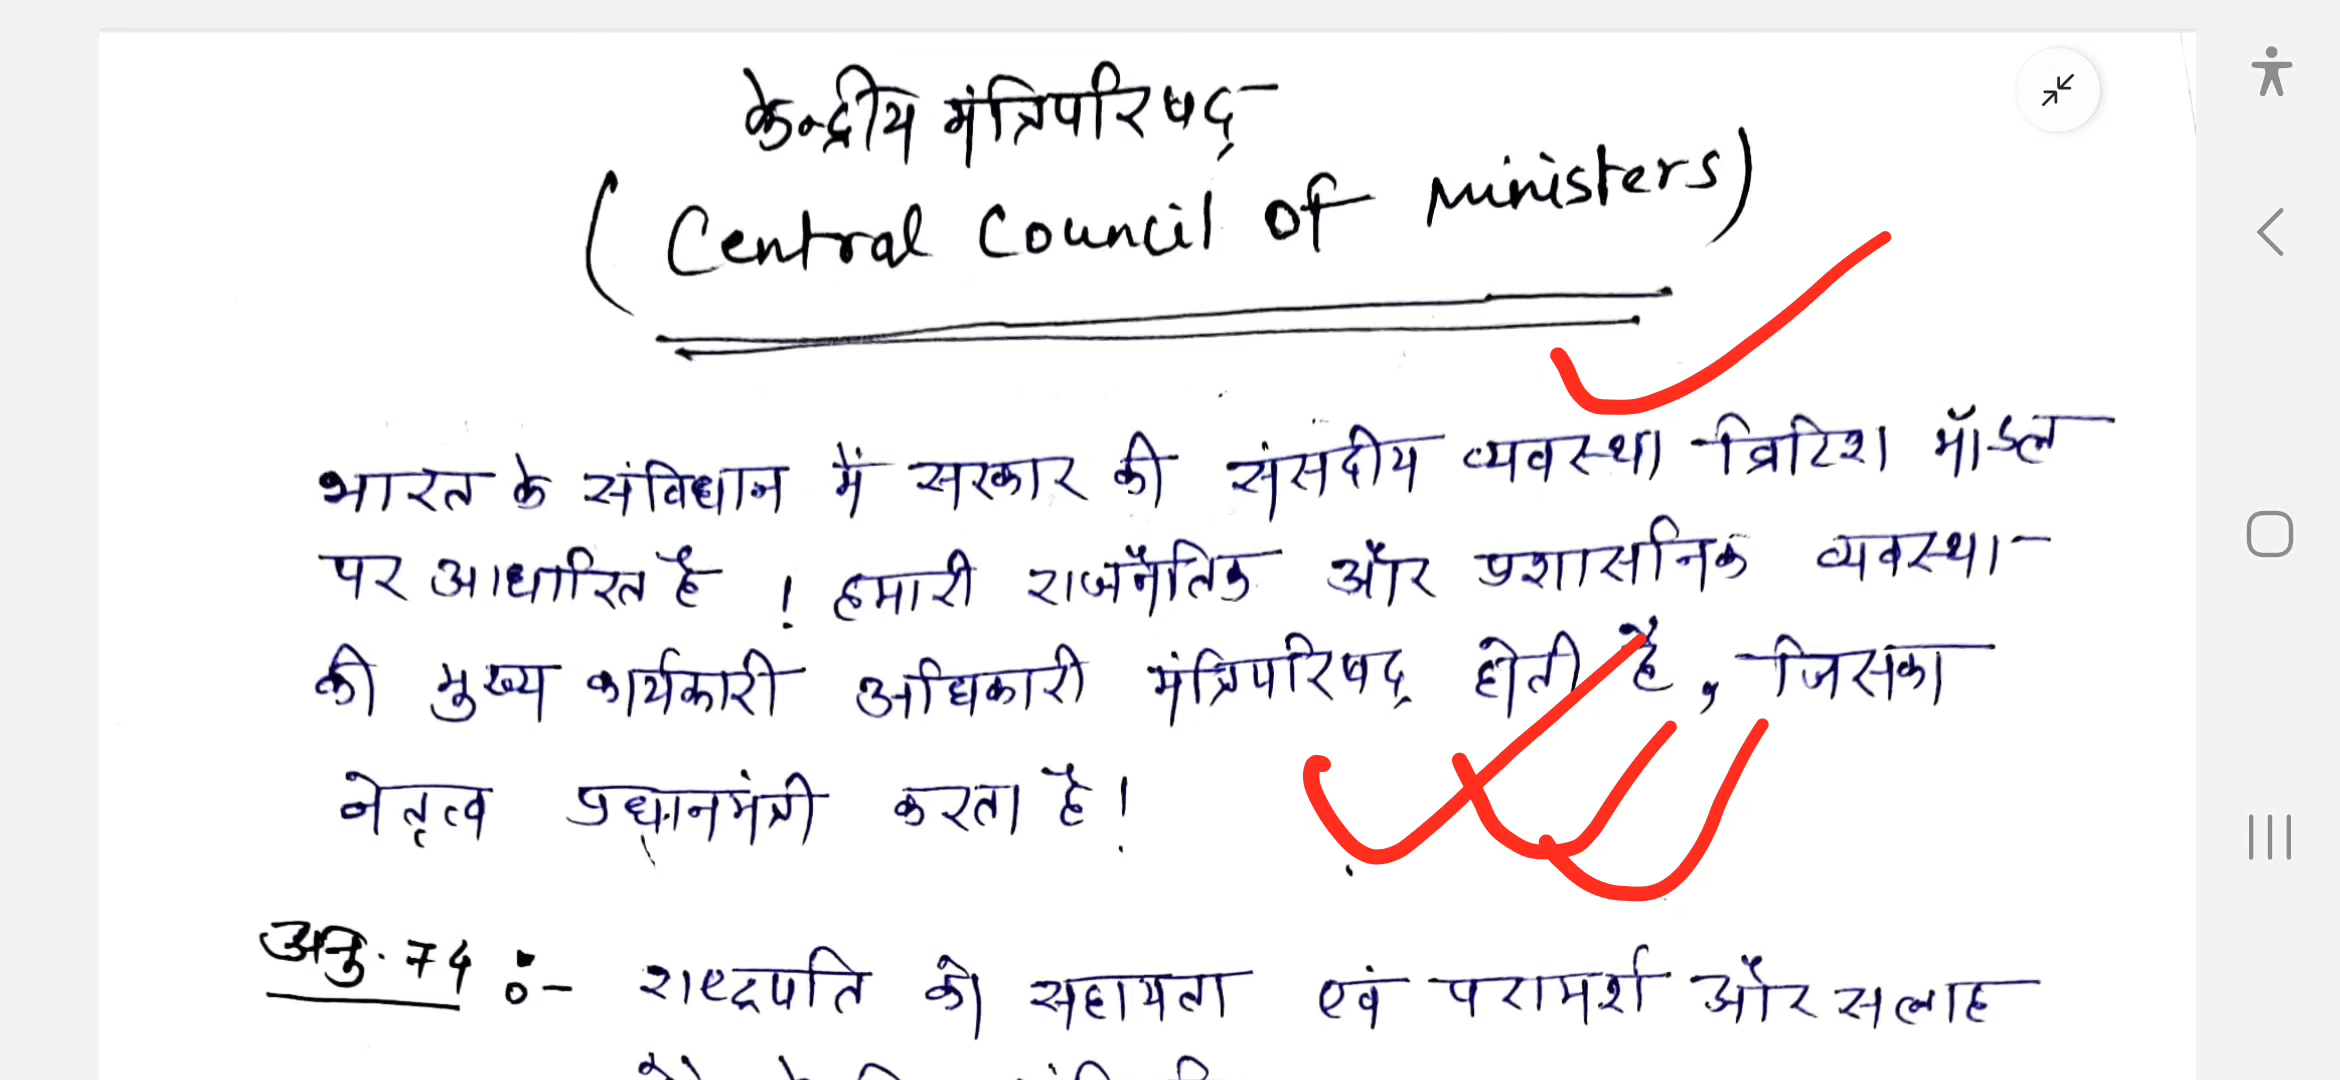 केन्द्रीय मंत्रिपरिषद्
( Central Council of Ministers)
भारत के संविधान में सरकार की संसदीय व्यवस्था ब्रिटिश मॉडल
पर आधारित है ! हमारी राजनैतिक और प्रशासनिक व्यवस्था
की मुख्य कार्यकारी अधिकारी मंत्रिपरिषद् होती है, जिसका
नेतृत्व प्रधानमंत्री करता है !
अनु. 74 :- राष्ट्रपति को सहायता एवं परामर्श और सलाह